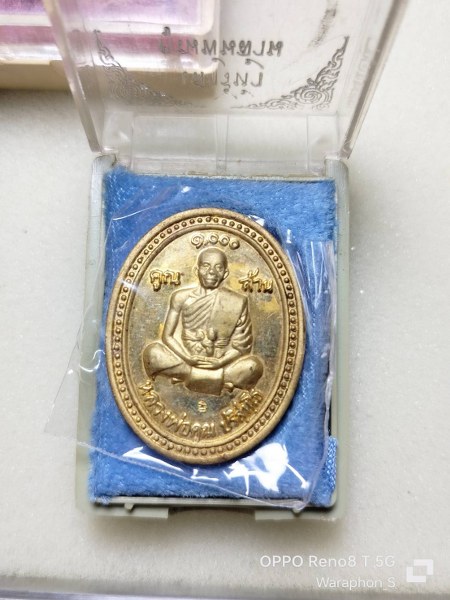 ๑,๐๐๐
คูณ ล้าน
หลวงพ่อคูณ ปริสุทฺโธ
OPPO Reno8 T 5G
Waraphon_S